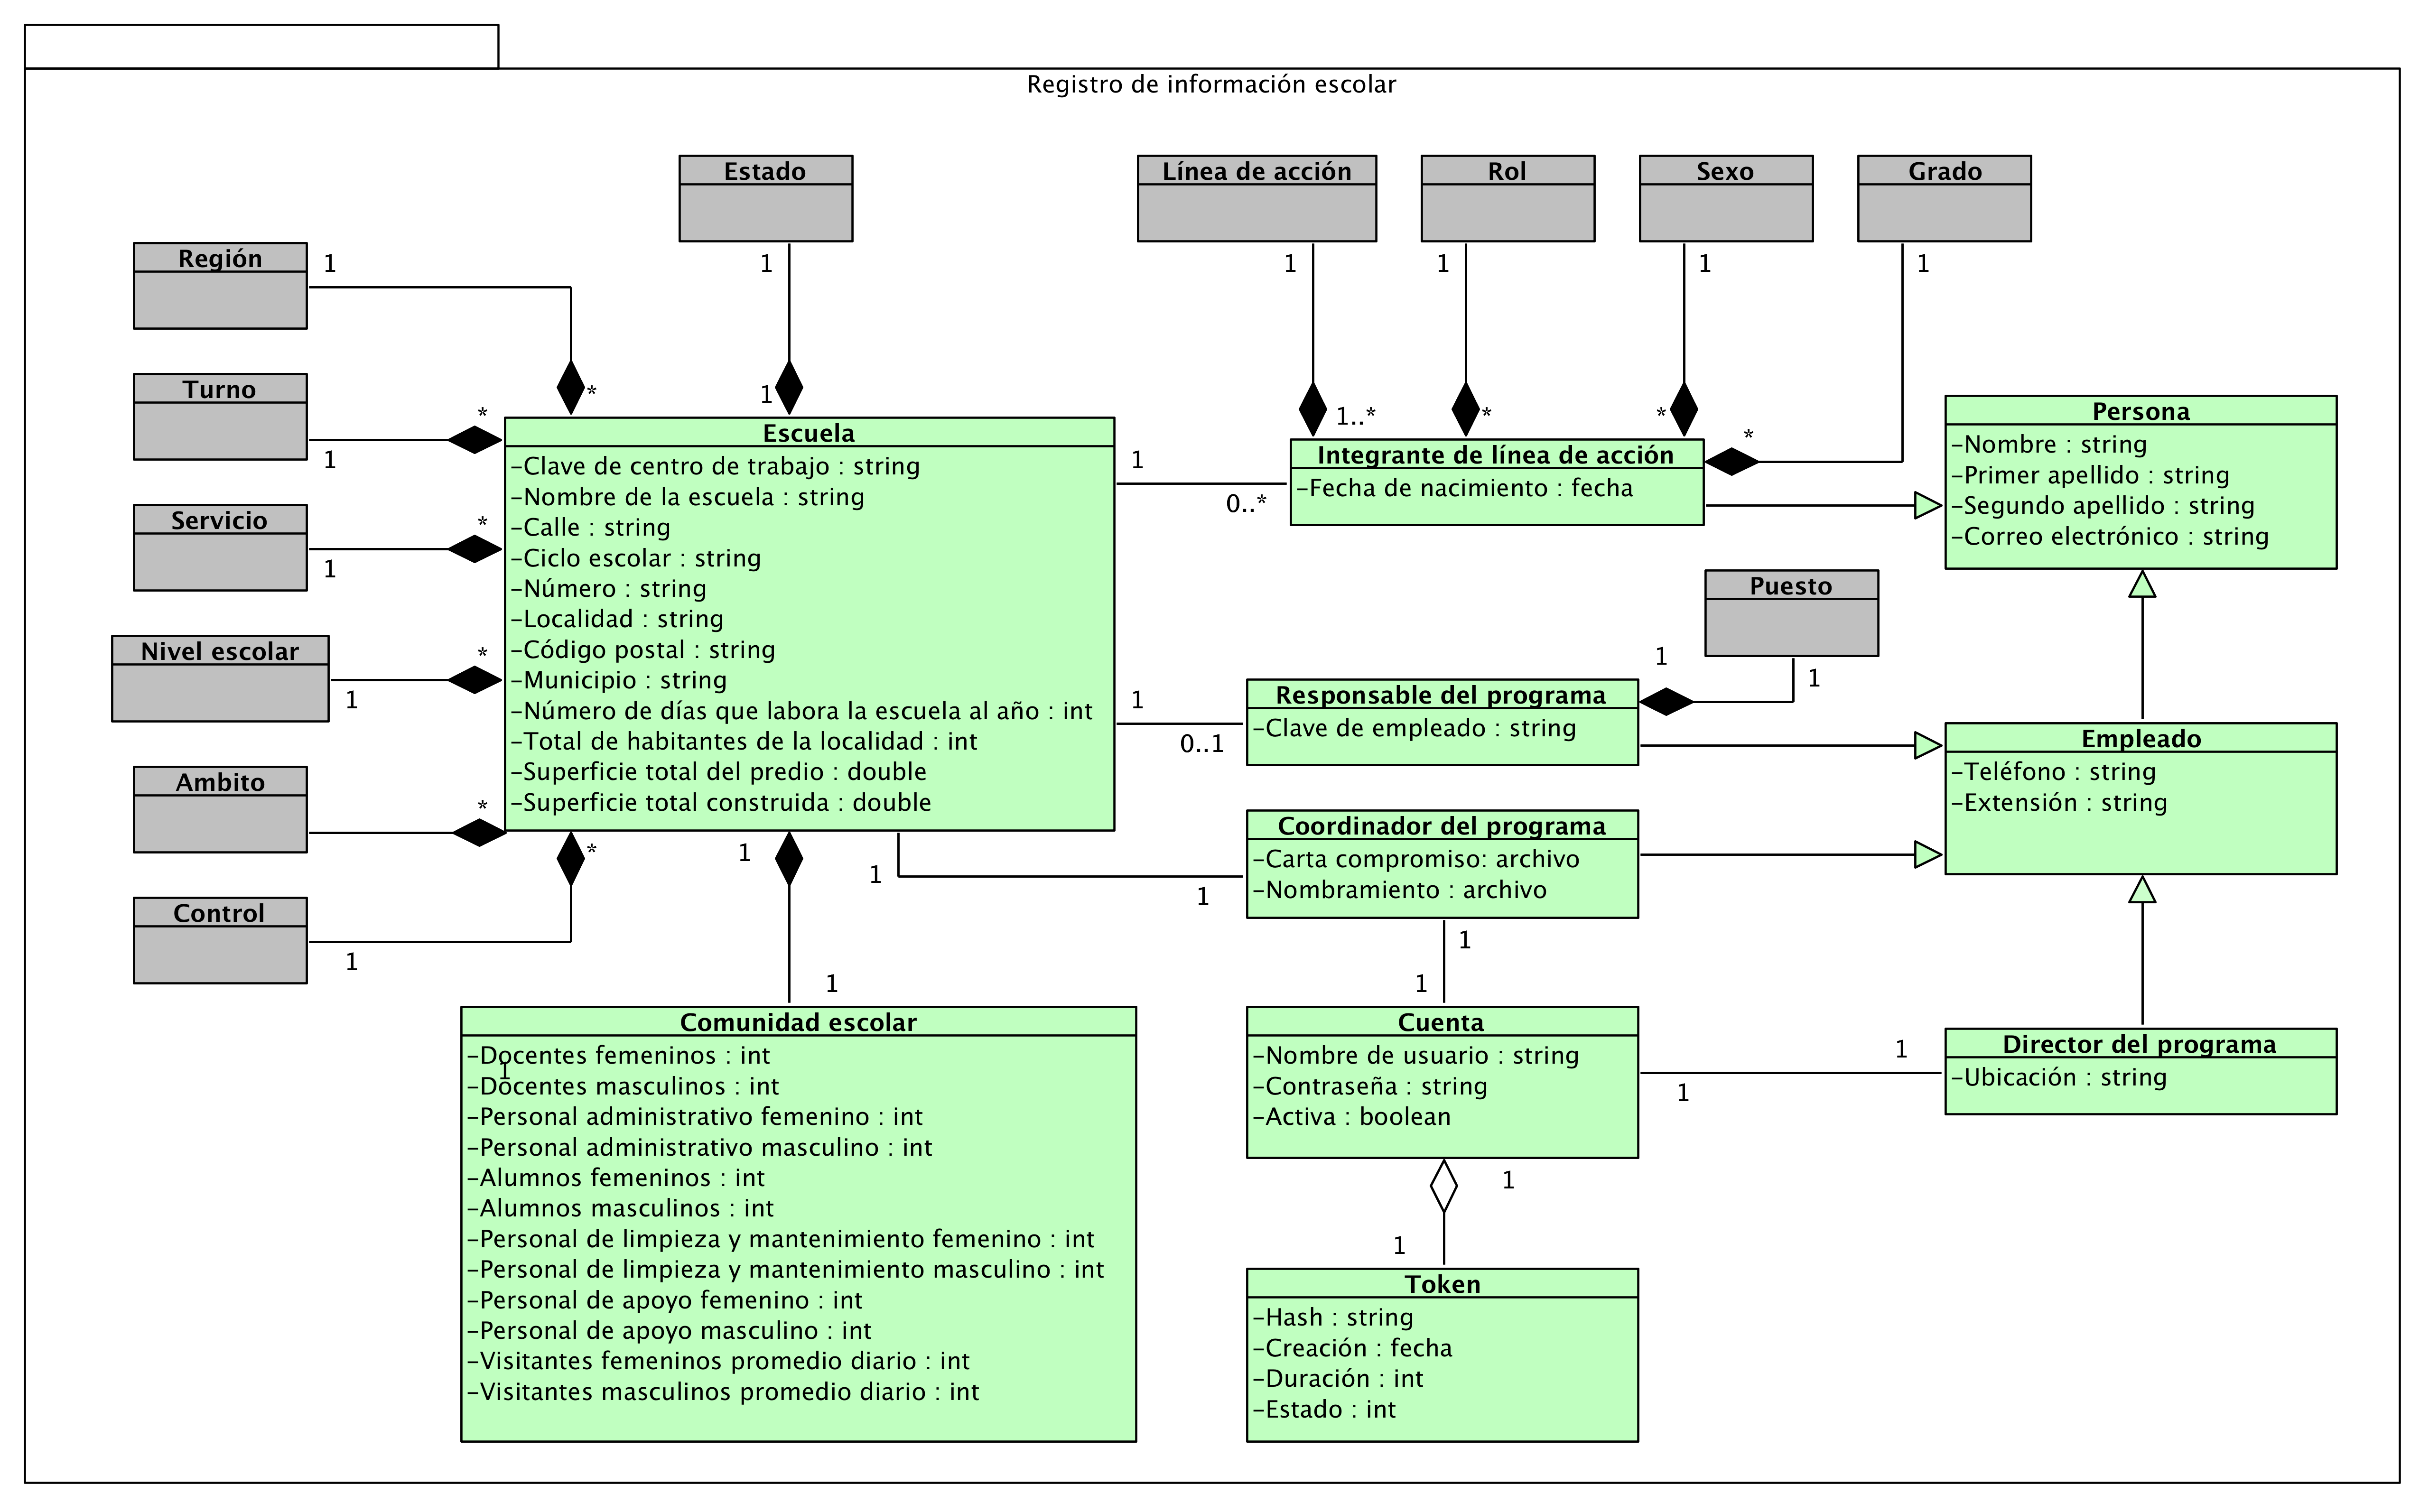 Registro de información escolar
Estado
Línea de acción
Rol
Sexo
Grado
Región
1
1
1
1
1
1
Turno
*
1
*
1
1..*
*
*
*
Persona
-Nombre : string
-Primer apellido : string
-Segundo apellido : string
-Correo electrónico : string
Escuela
-Clave de centro de trabajo : string
-Nombre de la escuela : string
-Calle : string
-Ciclo escolar : string
-Número : string
-Localidad : string
-Código postal : string
-Municipio : string
-Número de días que labora la escuela al año : int
-Total de habitantes de la localidad : int
-Superficie total del predio : double
-Superficie total construida : double
1
0..*
Integrante de línea de acción
-Fecha de nacimiento : fecha
1
Servicio
*
1
Puesto
1
1
Nivel escolar
*
1
1
0..1
Responsable del programa
-Clave de empleado : string
Empleado
-Teléfono : string
-Extensión : string
Ambito
*
Coordinador del programa
-Carta compromiso: archivo
-Nombramiento : archivo
*
1
1
1
Control
1
1
1
1
Comunidad escolar
-Docentes femeninos : int
1
-Docentes masculinos : int
-Personal administrativo femenino : int
-Personal administrativo masculino : int
-Alumnos femeninos : int
-Alumnos masculinos : int
-Personal de limpieza y mantenimiento femenino : int
-Personal de limpieza y mantenimiento masculino : int
-Personal de apoyo femenino : int
-Personal de apoyo masculino : int
-Visitantes femeninos promedio diario : int
-Visitantes masculinos promedio diario : int
Cuenta
-Nombre de usuario : string
-Contraseña : string
-Activa : boolean
1
1
Director del programa
-Ubicación : string
1
1
Token
-Hash : string
-Creación : fecha
-Duración : int
-Estado : int